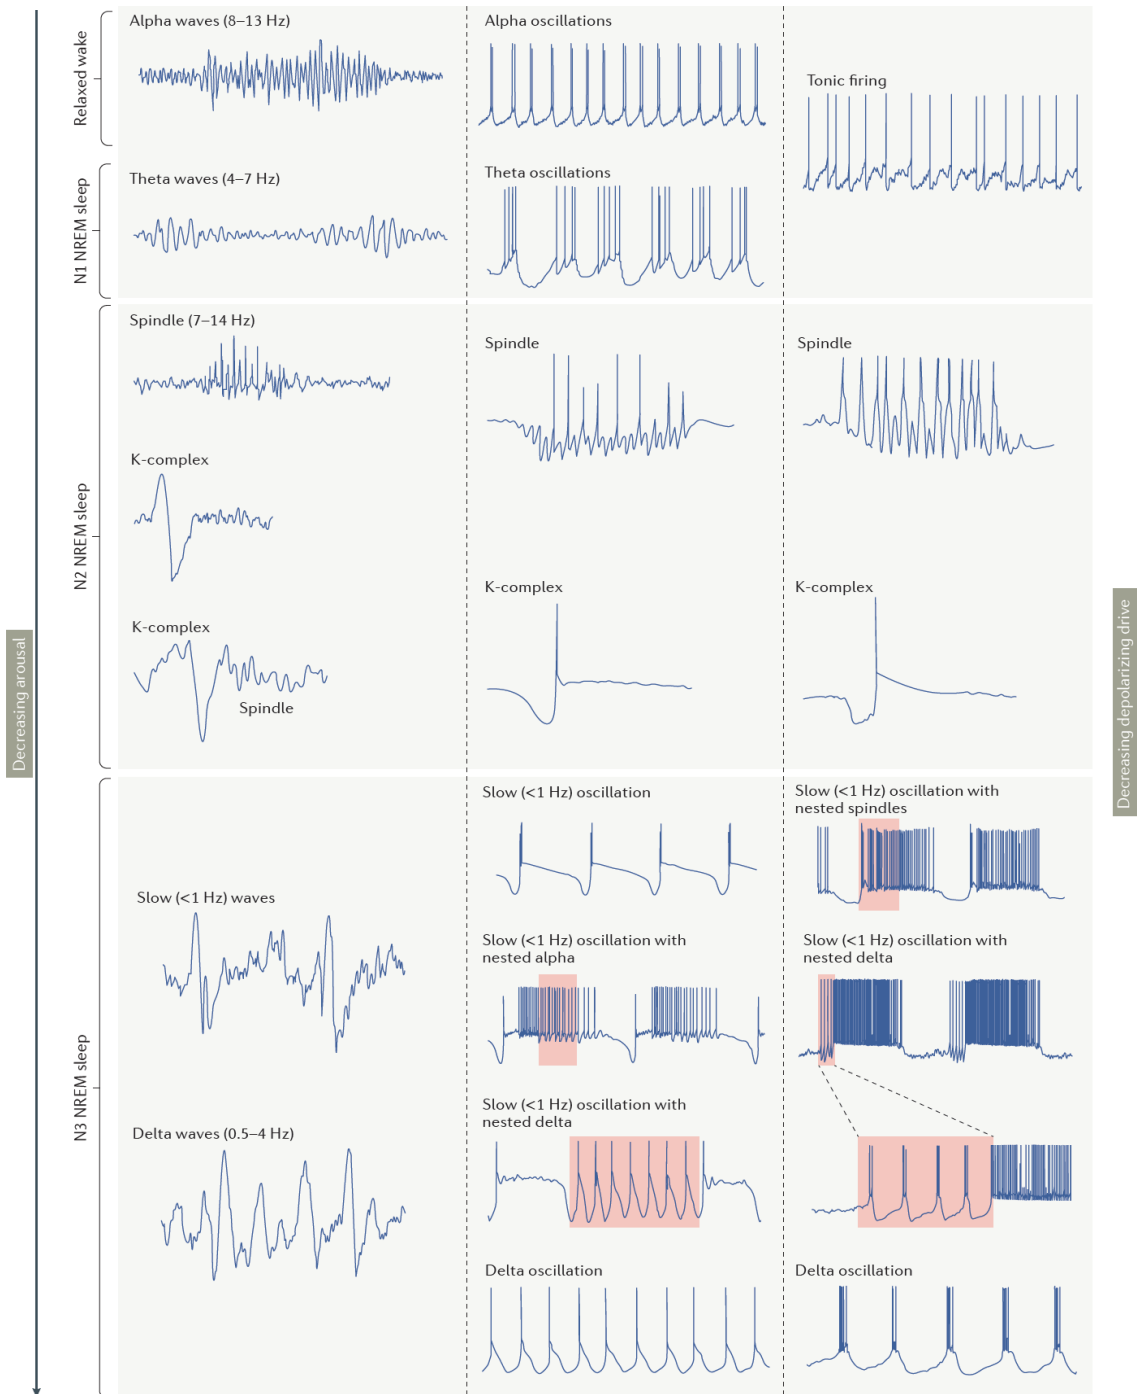 Relaxed wake
Alpha waves (8–13 Hz)
Alpha oscillations
Tonic firing
N1 NREM sleep
Theta waves (4–7 Hz)
Theta oscillations
N2 NREM sleep
Spindle (7–14 Hz)
Spindle
Spindle
K-complex
K-complex
K-complex
K-complex
Spindle
Decreasing arousal
Decreasing depolarizing drive
N3 NREM sleep
Slow (<1 Hz) waves
Delta waves (0.5–4 Hz)
Slow (<1 Hz) oscillation
Slow (<1 Hz) oscillation with
nested alpha
Slow (<1 Hz) oscillation with
nested delta
Delta oscillation
Slow (<1 Hz) oscillation with
nested spindles
Slow (<1 Hz) oscillation with
nested delta
Delta oscillation